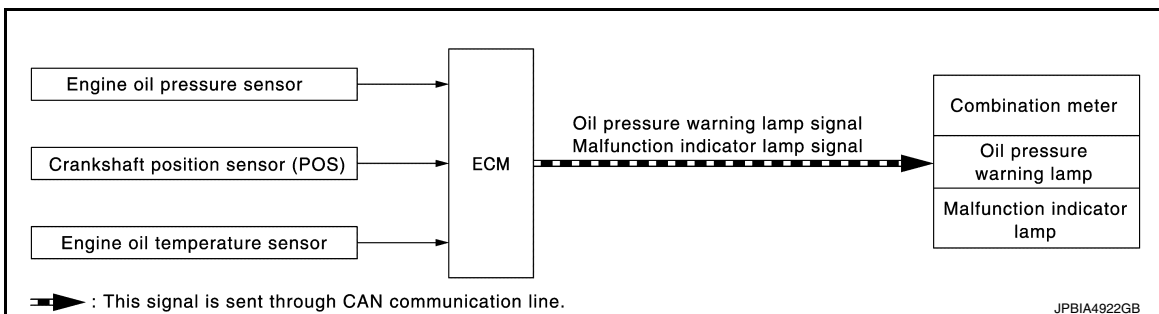 Engine oil pressure sensor
Crankshaft position sensor (POS)
Engine oil temperature sensor
ECM
Oil pressure warning lamp signal
Malfunction indicator lamp signal
Combination meter
Oil pressure
warning lamp
Malfunction indicator
lamp
: This signal is sent through CAN communication line.
JPBIA4922GB